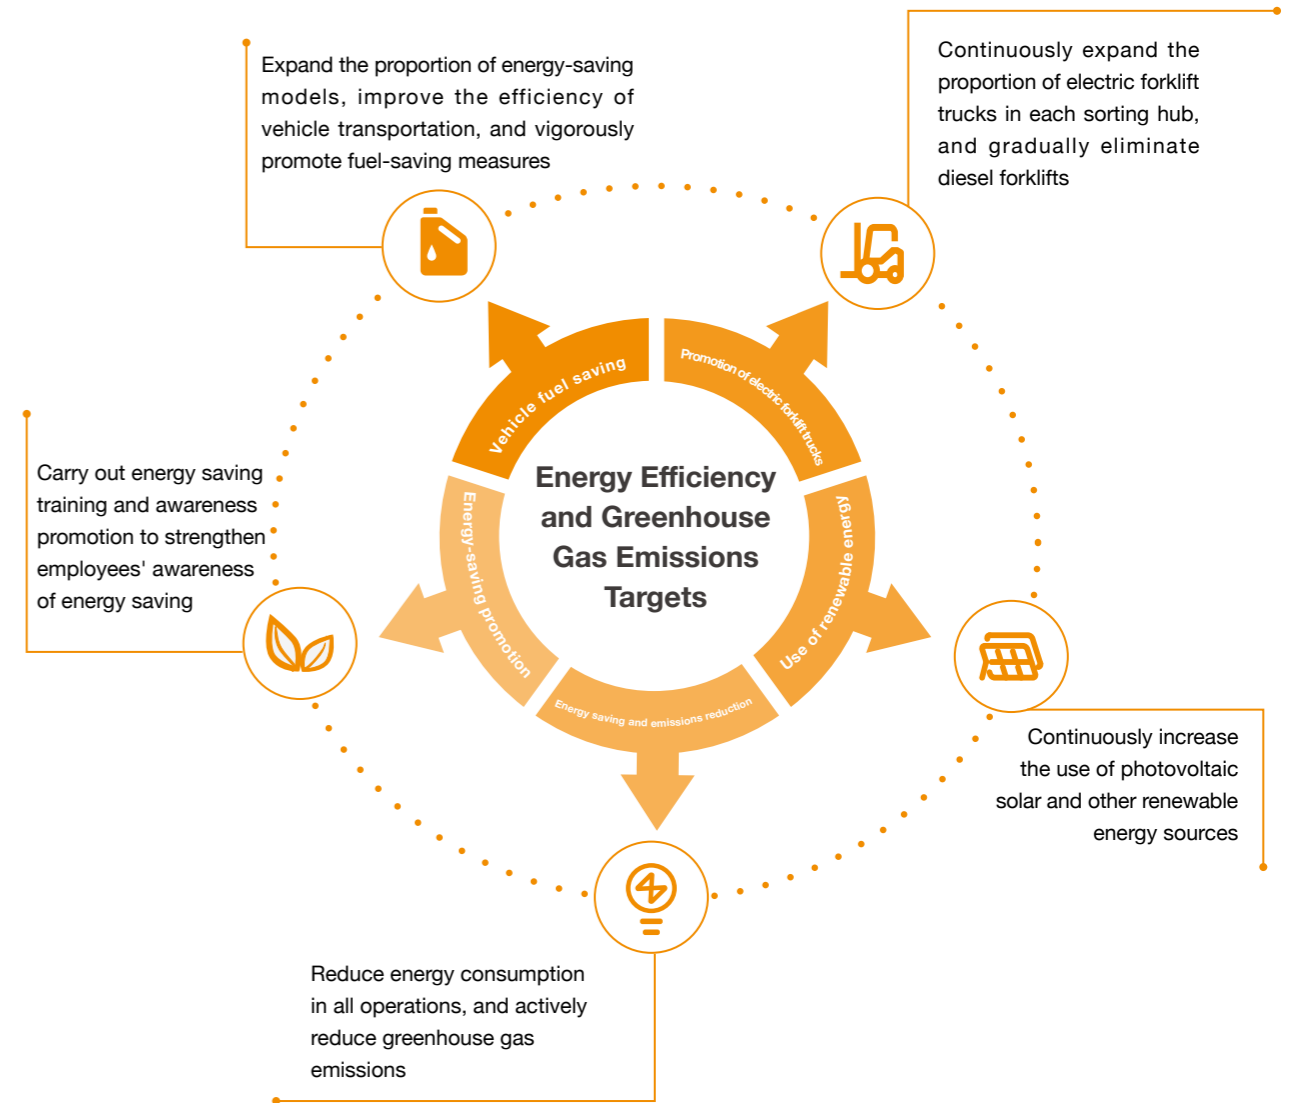 Expand the proportion of energy-saving
models, improve the efficiency of
vehicle transportation, and vigorously
promote fuel-saving measures
Continuously expand the
proportion of electric forklift
trucks in each sorting hub,
and gradually eliminate
diesel forklifts
Vehicle fuel saving
Promotion of electric forklift trucks
Energy Efficiency
and Greenhouse
Gas Emissions
Targets
Carry out energy saving
training and awareness
promotion to strengthen
employees' awareness
of energy saving
Energy-saving promotion
Use of renewable energy
Energy saving and emissions reduction
Continuously increase
the use of photovoltaic
solar and other renewable
energy sources
Reduce energy consumption
in all operations, and actively
reduce greenhouse gas
emissions